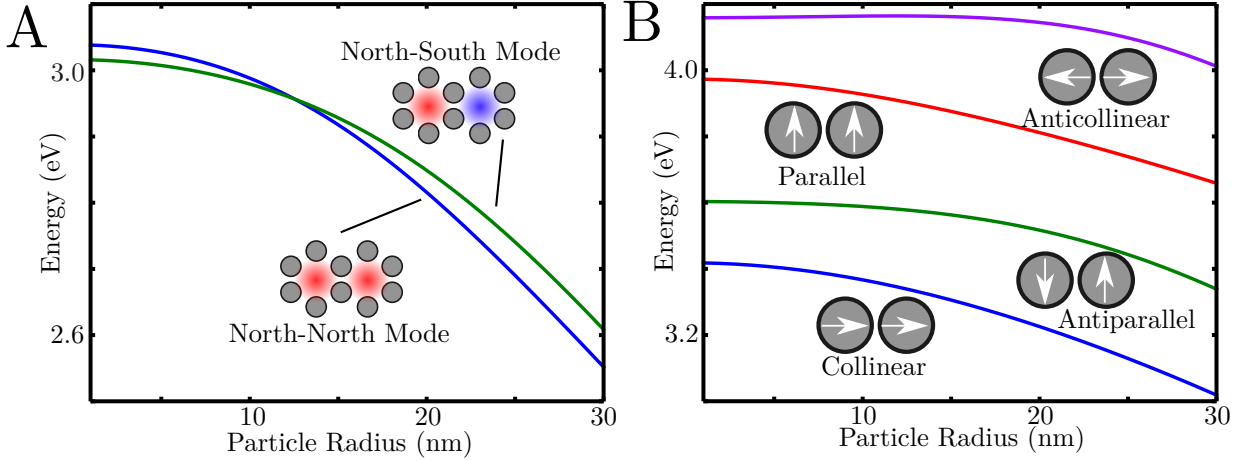 A
North-South Mode
3.0
Energy (eV)
North-North Mode
2.6
10
20
30
Particle Radius (nm)
B
4.0
Anticollinear
Parallel
Energy (eV)
Antiparallel
3.2
Collinear
10
20
30
Particle Radius (nm)